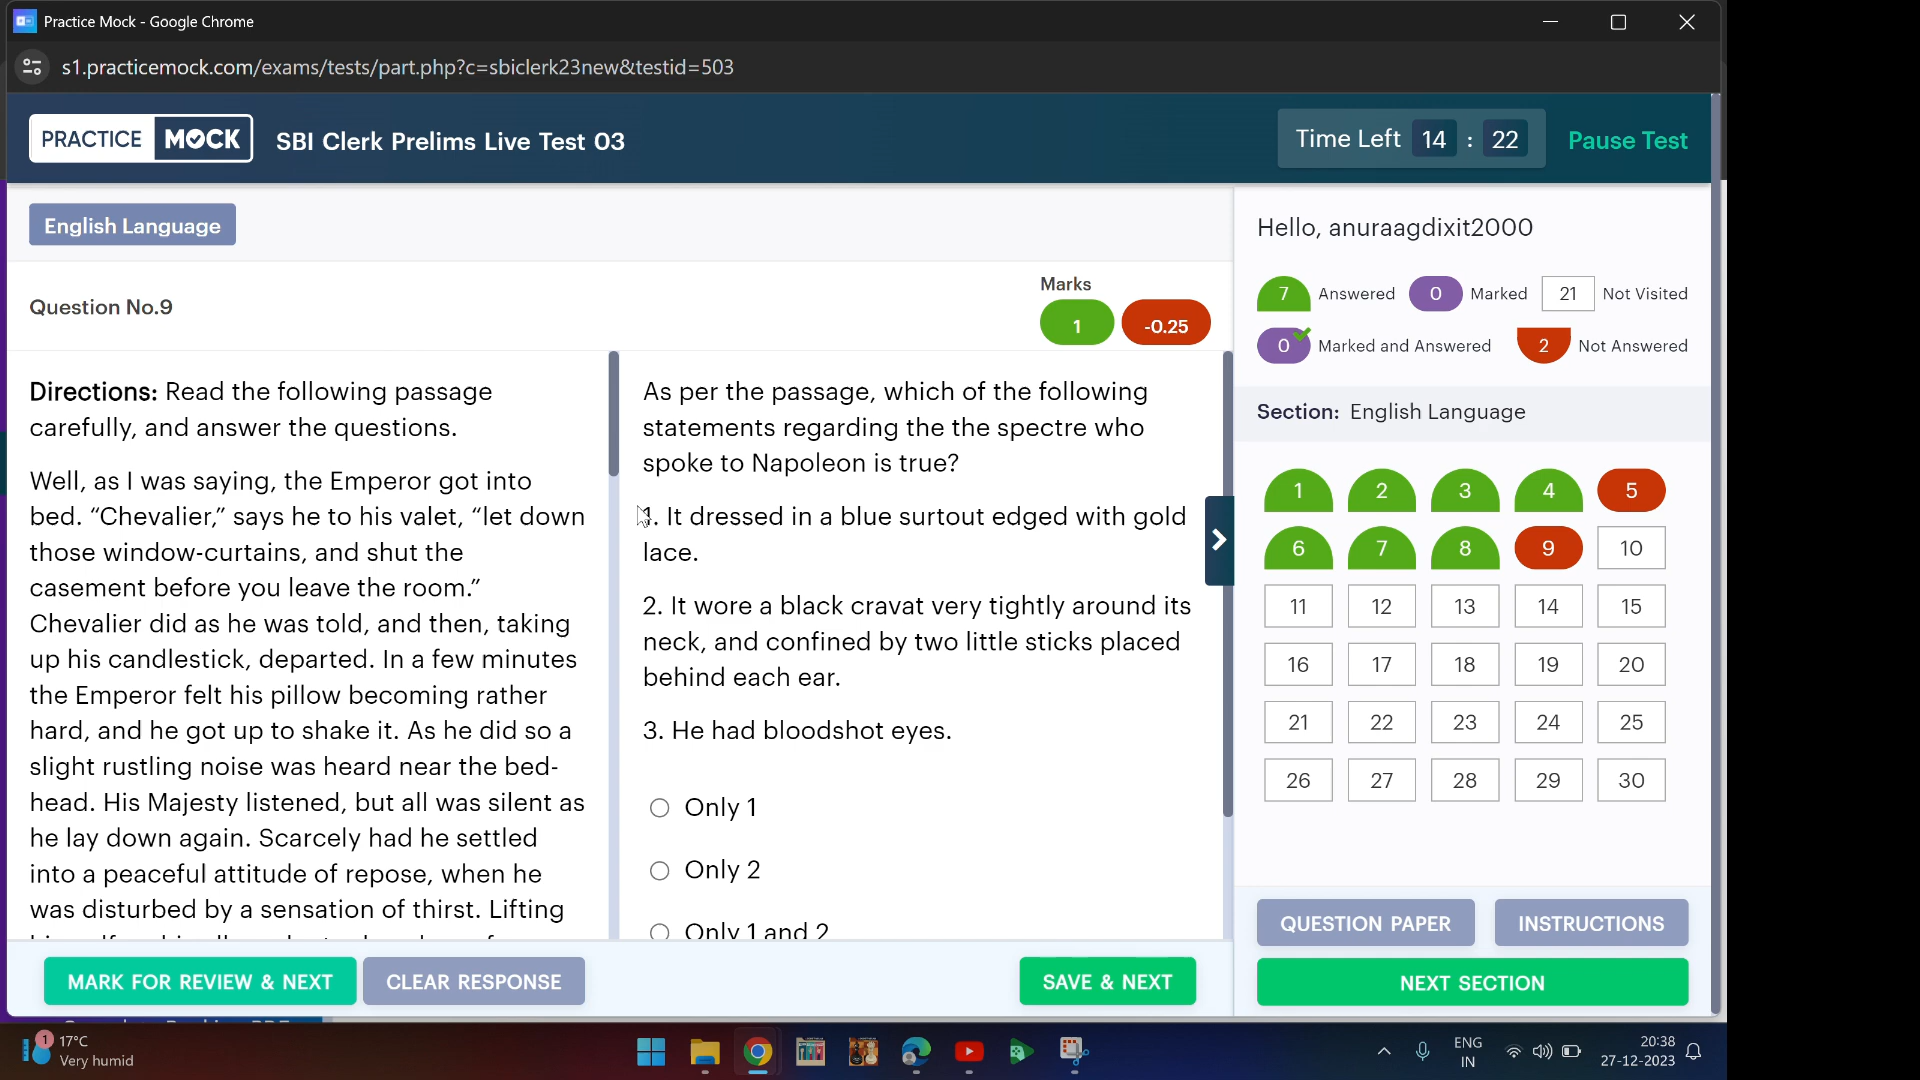 Practice Mock - Google Chrome
s1.practicemock.com/exams/tests/part.php?c=sbiclerk23new&testid=503
PRACTICE MOCK
SBI Clerk Prelims Live Test 03
Time Left 14 : 22
Pause Test
English Language
Question No.9
Marks
1
-0.25
Directions: Read the following passage
carefully, and answer the questions.
Well, as I was saying, the Emperor got into
bed. “Chevalier,” says he to his valet, “let down
those window-curtains, and shut the
casement before you leave the room.”
Chevalier did as he was told, and then, taking
up his candlestick, departed. In a few minutes
the Emperor felt his pillow becoming rather
hard, and he got up to shake it. As he did so a
slight rustling noise was heard near the bed-
head. His Majesty listened, but all was silent as
he lay down again. Scarcely had he settled
into a peaceful attitude of repose, when he
was disturbed by a sensation of thirst. Lifting
As per the passage, which of the following
statements regarding the the spectre who
spoke to Napoleon is true?
1. It dressed in a blue surtout edged with gold
lace.
2. It wore a black cravat very tightly around its
neck, and confined by two little sticks placed
behind each ear.
3. He had bloodshot eyes.
Only 1
Only 2
Only 1 and 2
Hello, anuraagdixit2000
7 Answered 0 Marked 21 Not Visited
0 Marked and Answered 2 Not Answered
Section: English Language
1 2 3 4 5
6 7 8 9 10
11 12 13 14 15
16 17 18 19 20
21 22 23 24 25
26 27 28 29 30
QUESTION PAPER
INSTRUCTIONS
MARK FOR REVIEW & NEXT
CLEAR RESPONSE
SAVE & NEXT
NEXT SECTION
1
17°C
Very humid
ENG
IN
20:38
27-12-2023